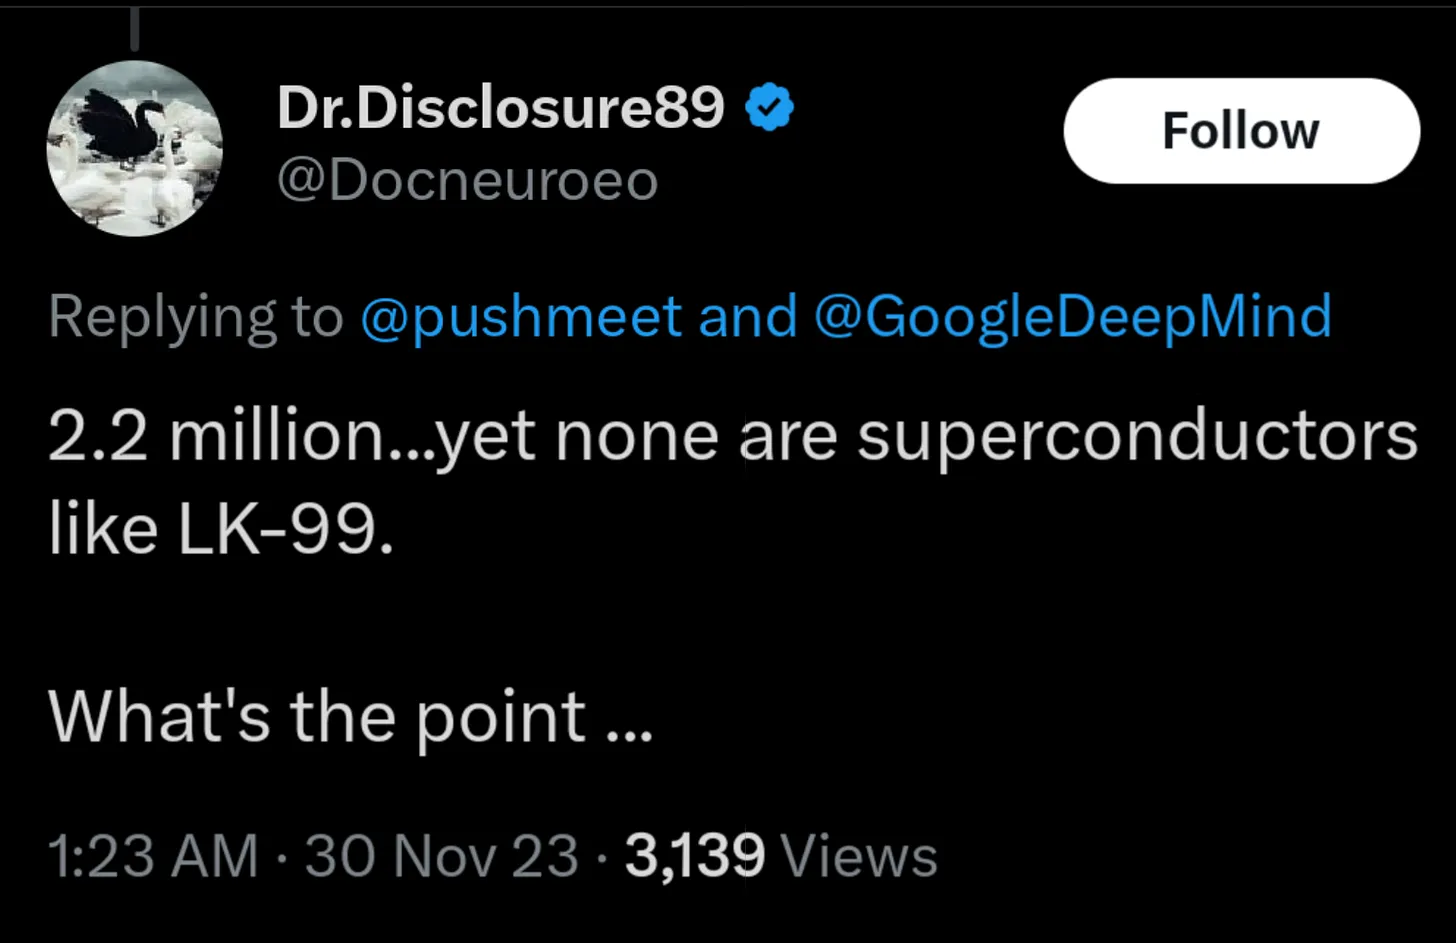 Dr.Disclosure89
Follow
@Docneuroeo
Replying to @pushmeet and @GoogleDeepMind
2.2 million...yet none are superconductors
like LK-99.
What's the point ...
1:23 AM · 30 Nov 23 · 3,139 Views